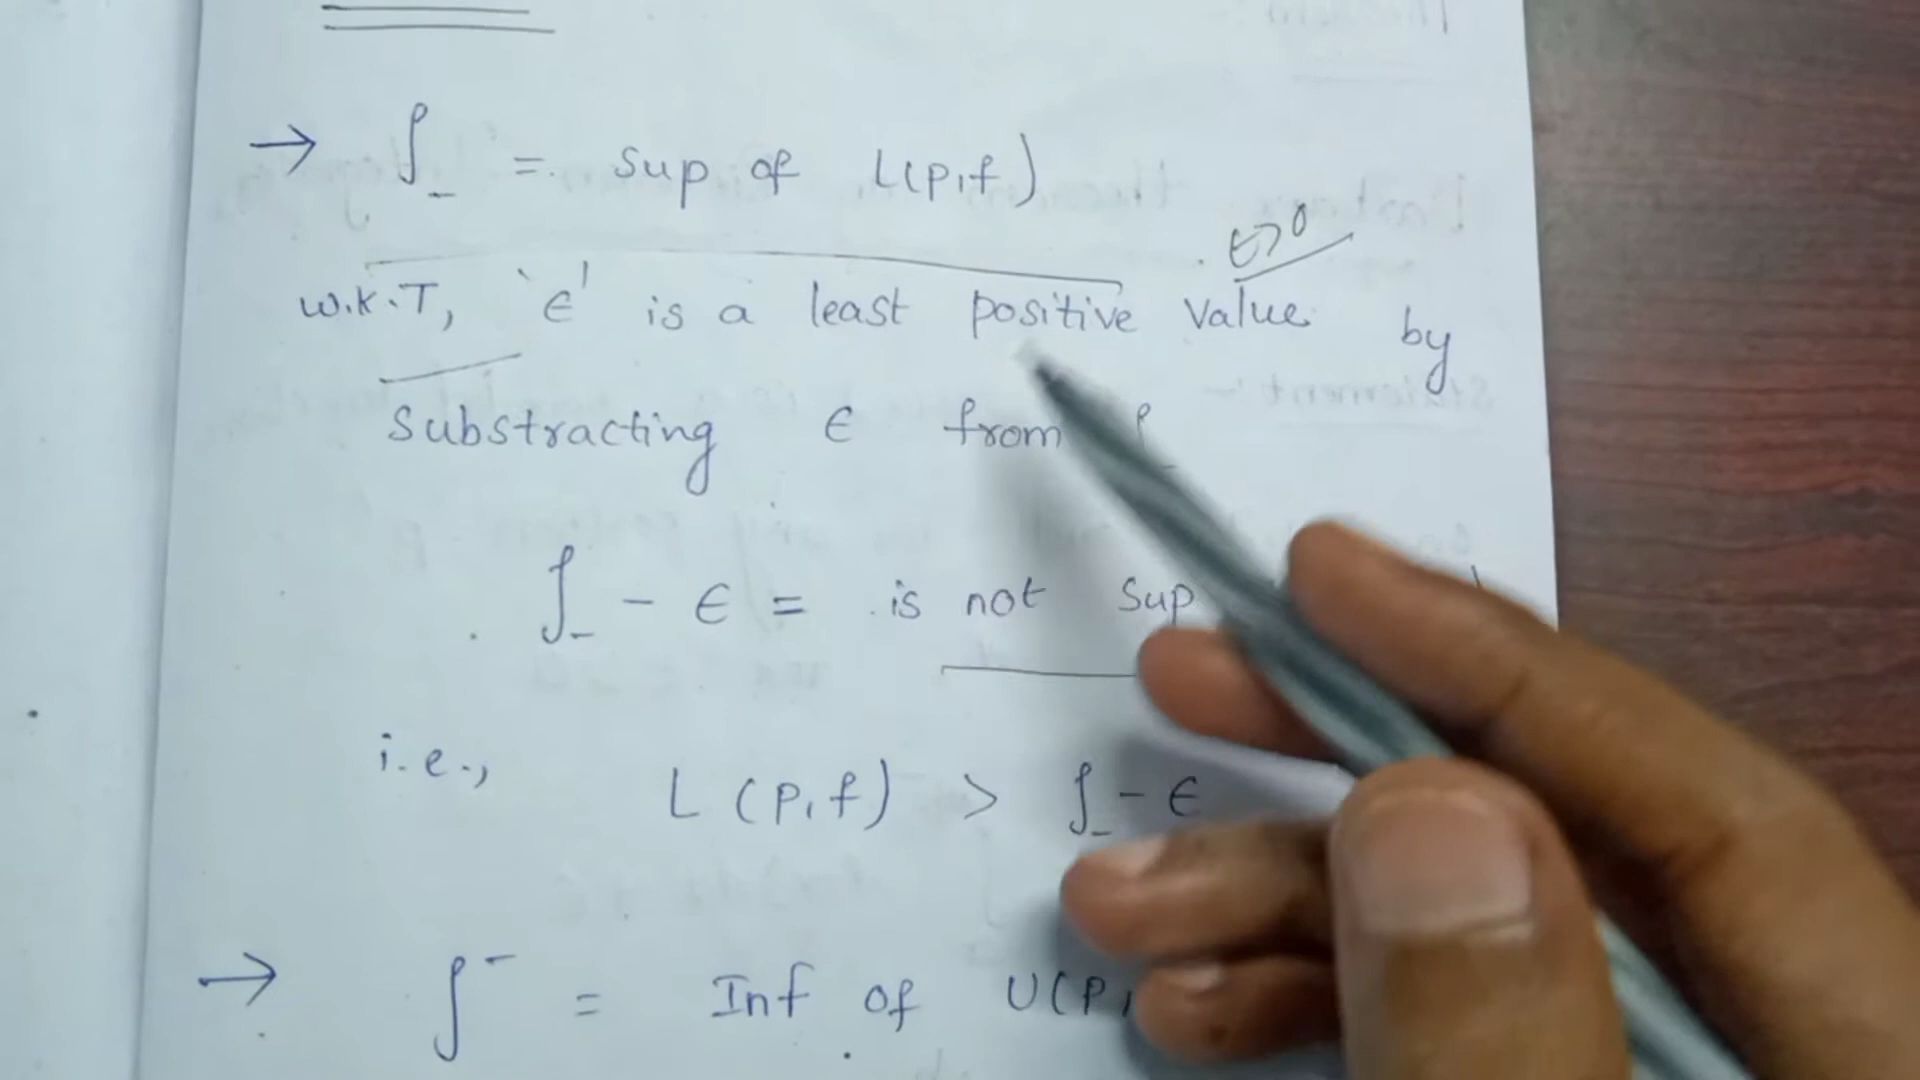 → ∫_ = Sup of L(P,f)
ϵ>0
W.K.T, 'ϵ' is a least positive value by
Substracting ϵ from
∫_ - ϵ = is not Sup
i.e., L(P,f) > ∫_ - ϵ
→ ∫‾ = Inf of U(P,